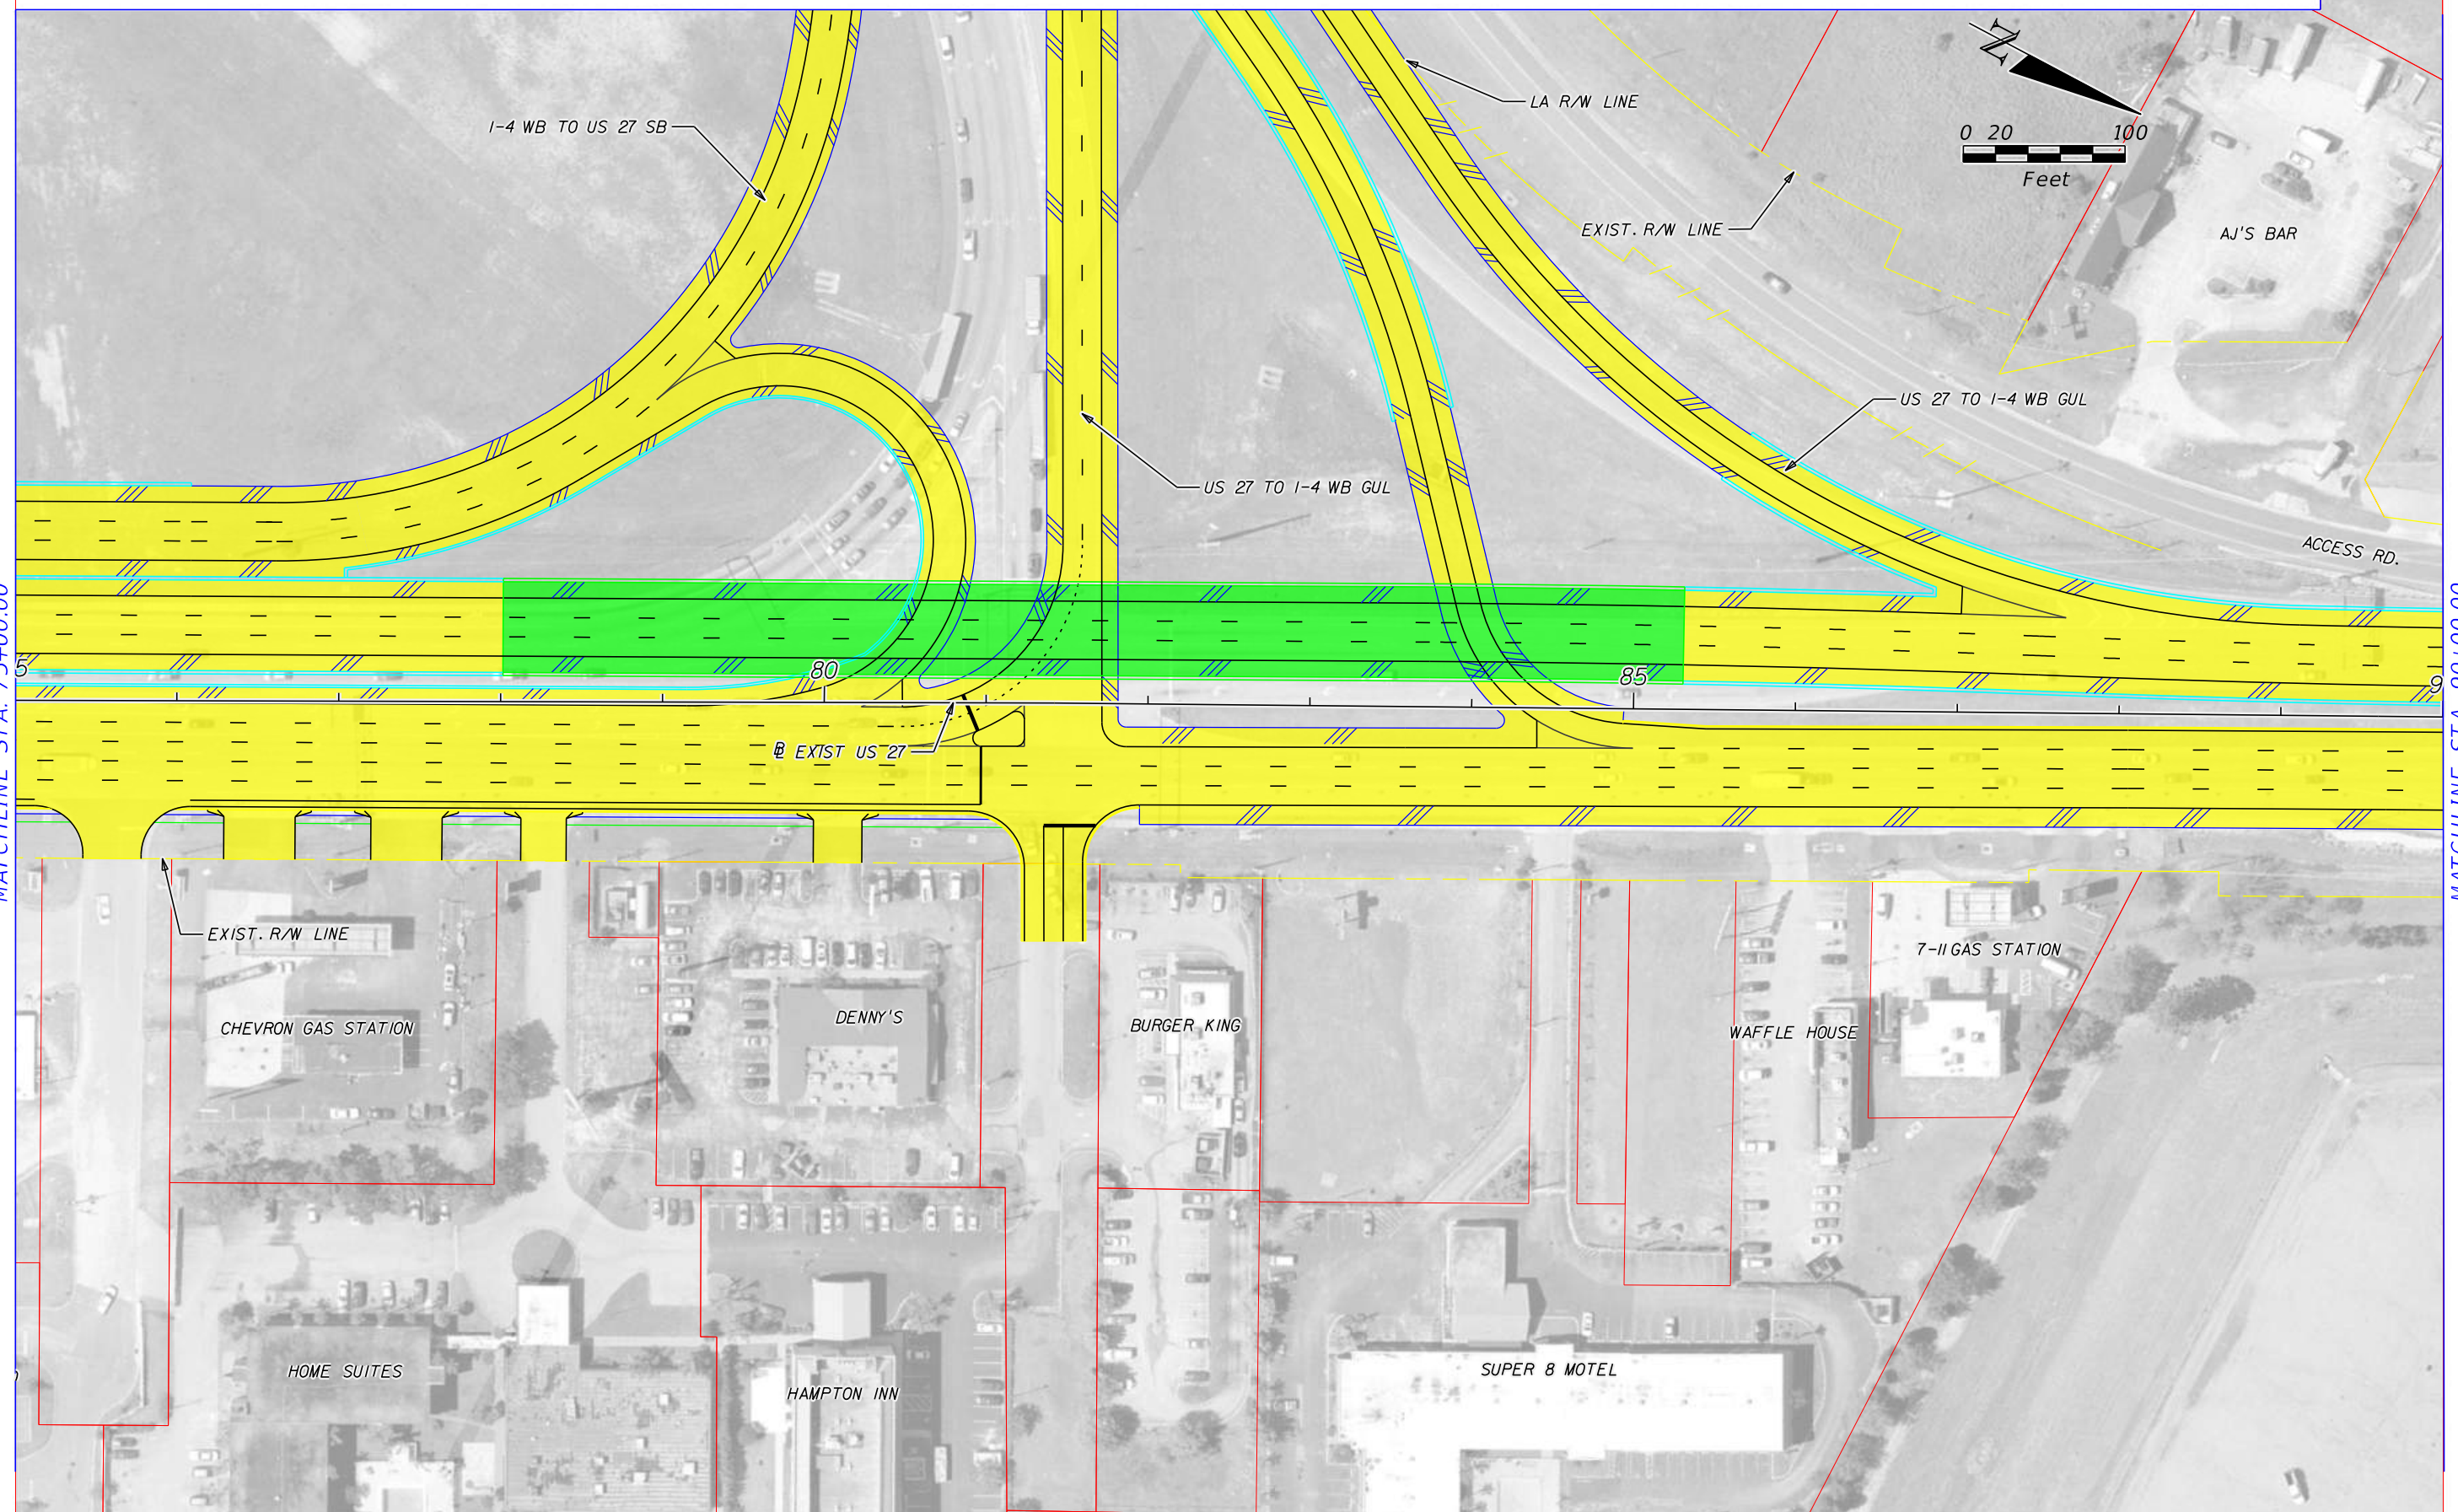 I-4 WB TO US 27 SB
LA R/W LINE
N
0 20 100
Feet
EXIST. R/W LINE
AJ'S BAR
US 27 TO I-4 WB GUL
US 27 TO I-4 WB GUL
ACCESS RD.
80
85
EXIST US 27
EXIST. R/W LINE
7-11 GAS STATION
CHEVRON GAS STATION
DENNY'S
BURGER KING
WAFFLE HOUSE
HOME SUITES
HAMPTON INN
SUPER 8 MOTEL